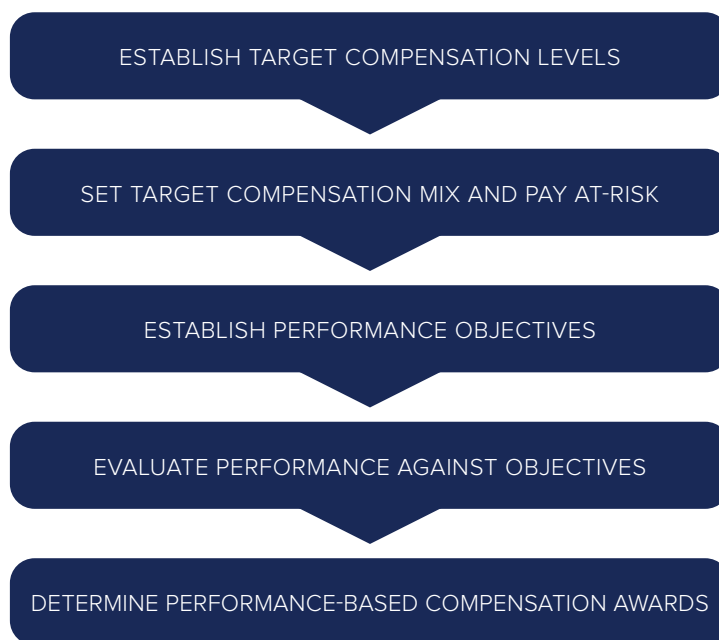 ESTABLISH TARGET COMPENSATION LEVELS
SET TARGET COMPENSATION MIX AND PAY AT-RISK
ESTABLISH PERFORMANCE OBJECTIVES
EVALUATE PERFORMANCE AGAINST OBJECTIVES
DETERMINE PERFORMANCE-BASED COMPENSATION AWARDS